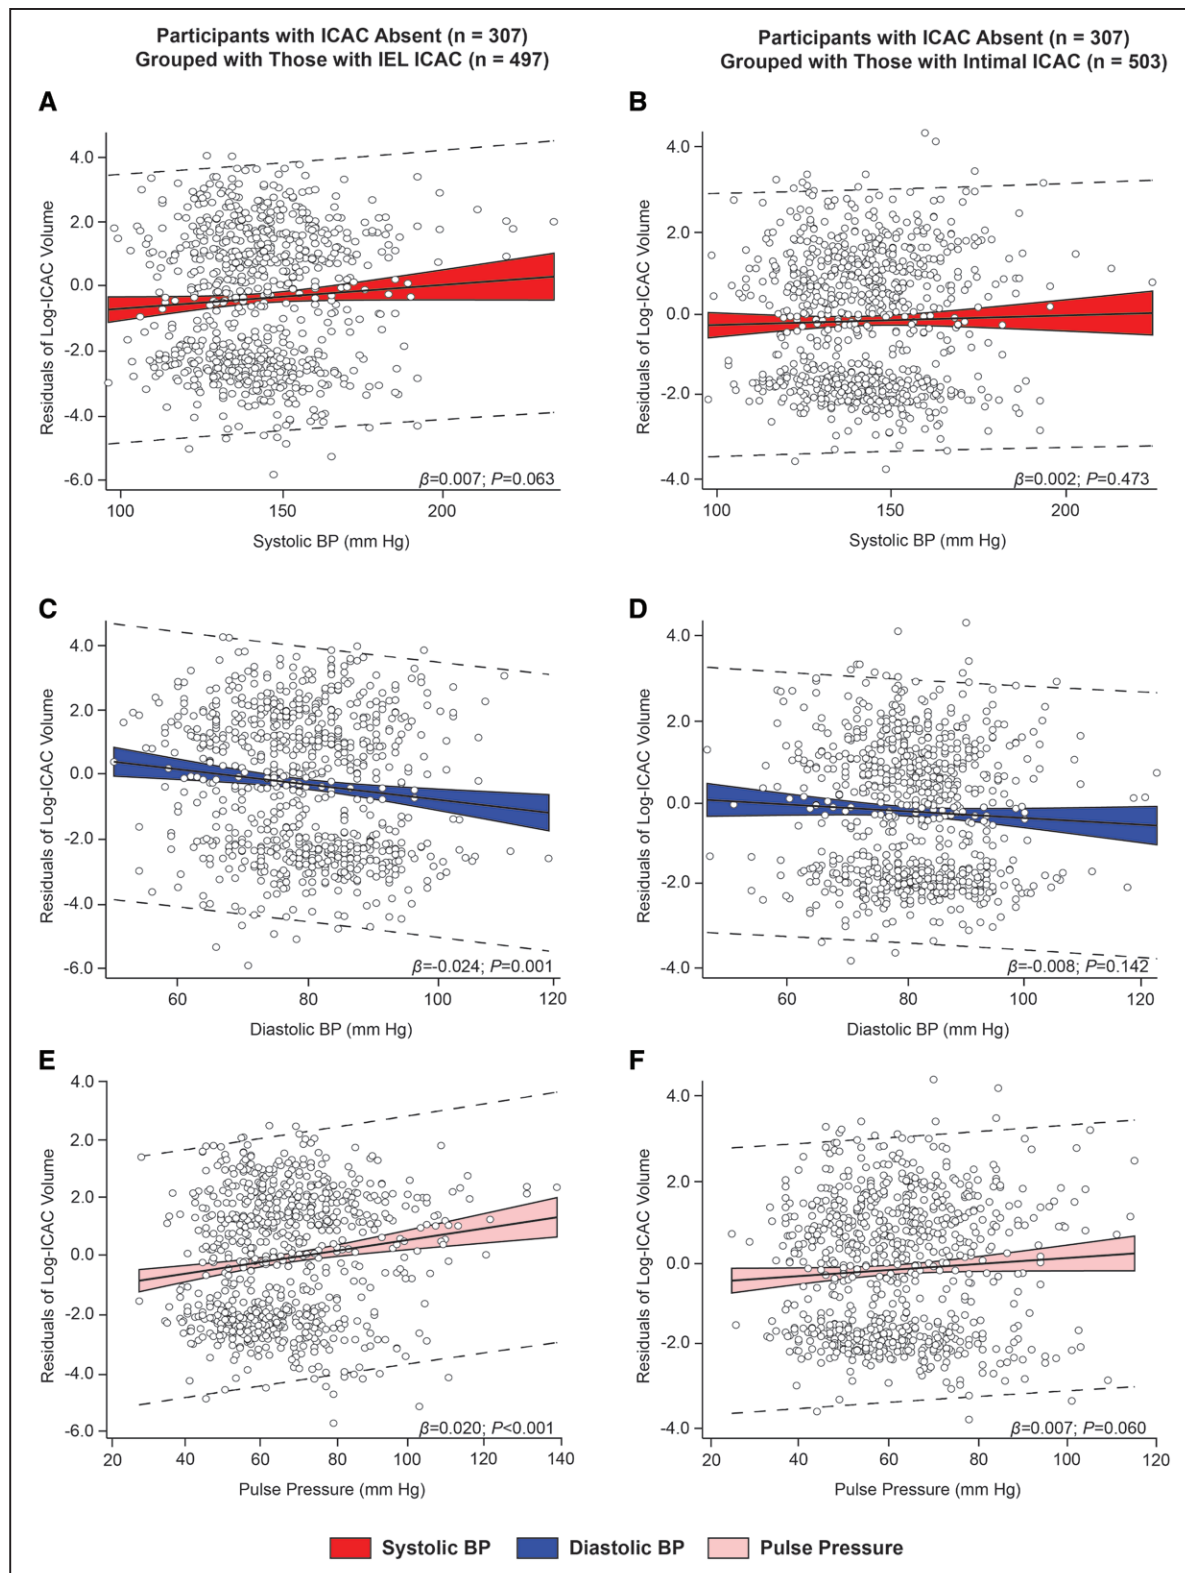 Participants with ICAC Absent (n = 307)
Grouped with Those with IEL ICAC (n = 497)
Participants with ICAC Absent (n = 307)
Grouped with Those with Intimal ICAC (n = 503)
A
Residuals of Log-ICAC Volume
4.0
2.0
0.0
-2.0
-4.0
-6.0
β=0.007; P=0.063
100
150
200
Systolic BP (mm Hg)
B
Residuals of Log-ICAC Volume
4.0
2.0
0.0
-2.0
-4.0
β=0.002; P=0.473
100
150
200
Systolic BP (mm Hg)
C
Residuals of Log-ICAC Volume
4.0
2.0
0.0
-2.0
-4.0
-6.0
β=-0.024; P=0.001
60
80
100
120
Diastolic BP (mm Hg)
D
Residuals of Log-ICAC Volume
4.0
2.0
0.0
-2.0
-4.0
β=-0.008; P=0.142
60
80
100
120
Diastolic BP (mm Hg)
E
Residuals of Log-ICAC Volume
4.0
2.0
2.0
0.0
-2.0
-4.0
-6.0
β=0.020; P<0.001
20
40
60
80
100
120
140
Pulse Pressure (mm Hg)
F
Residuals of Log-ICAC Volume
4.0
2.0
0.0
-2.0
-4.0
β=0.007; P=0.060
20
40
60
80
100
120
Pulse Pressure (mm Hg)
Systolic BP
Diastolic BP
Pulse Pressure